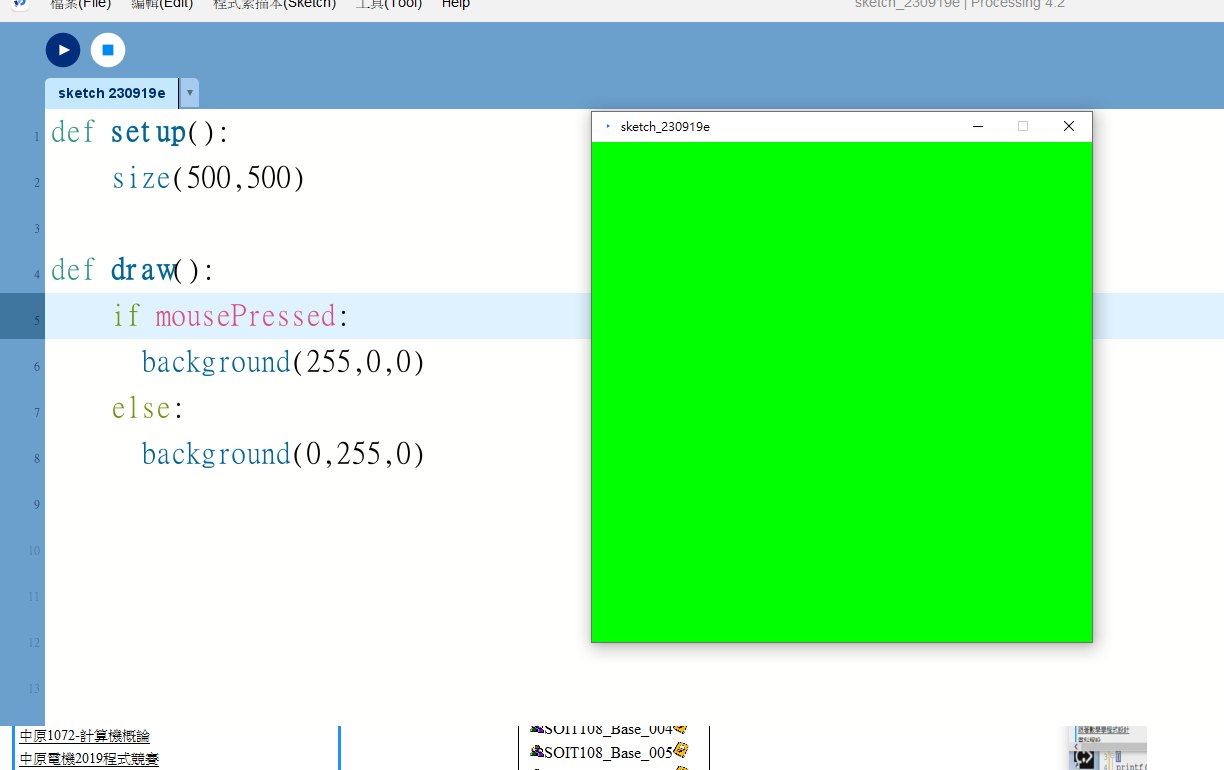 檔案(File) 編輯(Edit) 程式素描本(Sketch) 工具(Tool) Help
sketch_230919e | Processing 4.2
sketch 230919e
1 def setup():
2 size(500,500)
3
4 def draw():
5 if mousePressed:
6 background(255,0,0)
7 else:
8 background(0,255,0)
9
10
11
12
13
sketch_230919e
中原1072-計算機概論
中原電機2019程式競賽
SOIT108_Base_004
SOIT108_Base_005
printf(